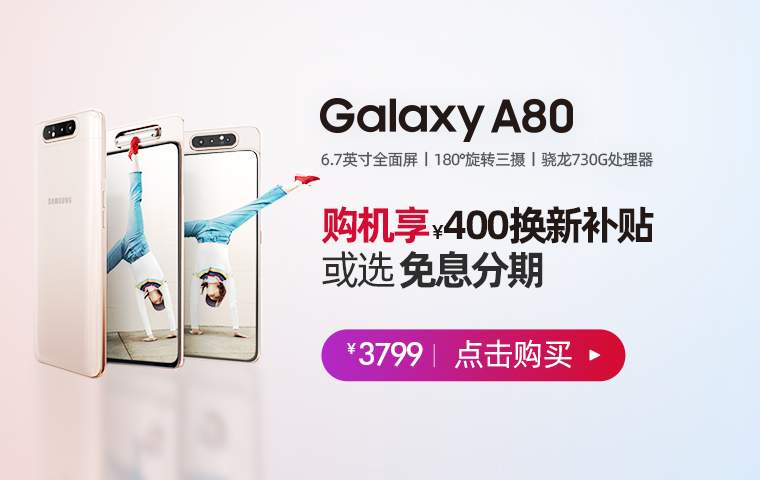 Galaxy A80
6.7英寸全面屏丨180°旋转三摄丨骁龙730G处理器
SAMSUNG
购机享¥400换新补贴
或选 免息分期
¥3799 | 点击购买